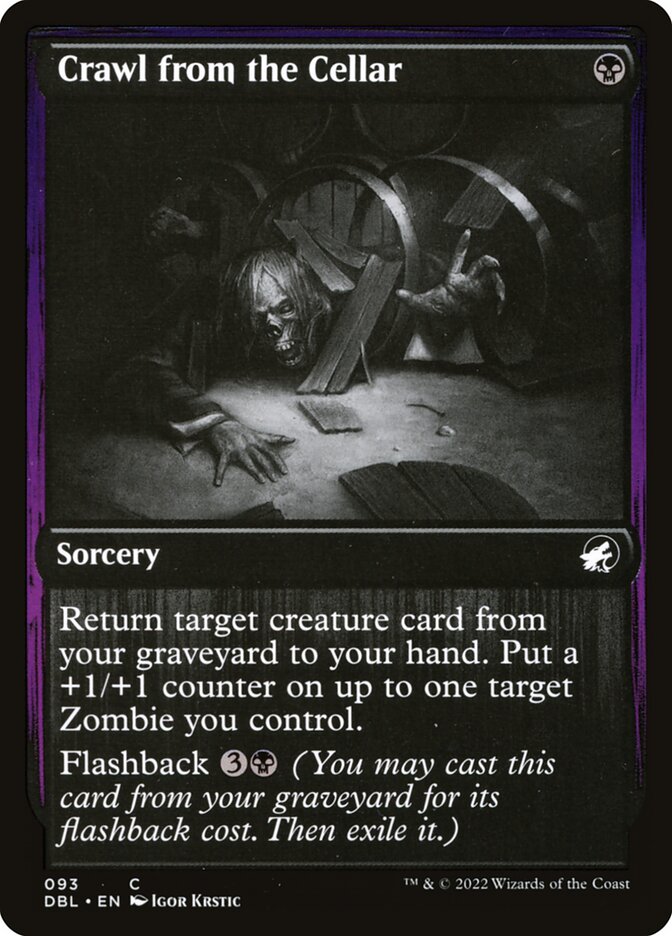 Crawl from the Cellar
Sorcery
Return target creature card from
your graveyard to your hand. Put a
+1/+1 counter on up to one target
Zombie you control.
Flashback 3 (You may cast this
card from your graveyard for its
flashback cost. Then exile it.)
093 C
DBL • EN Igor Krstic
™ & © 2022 Wizards of the Coast